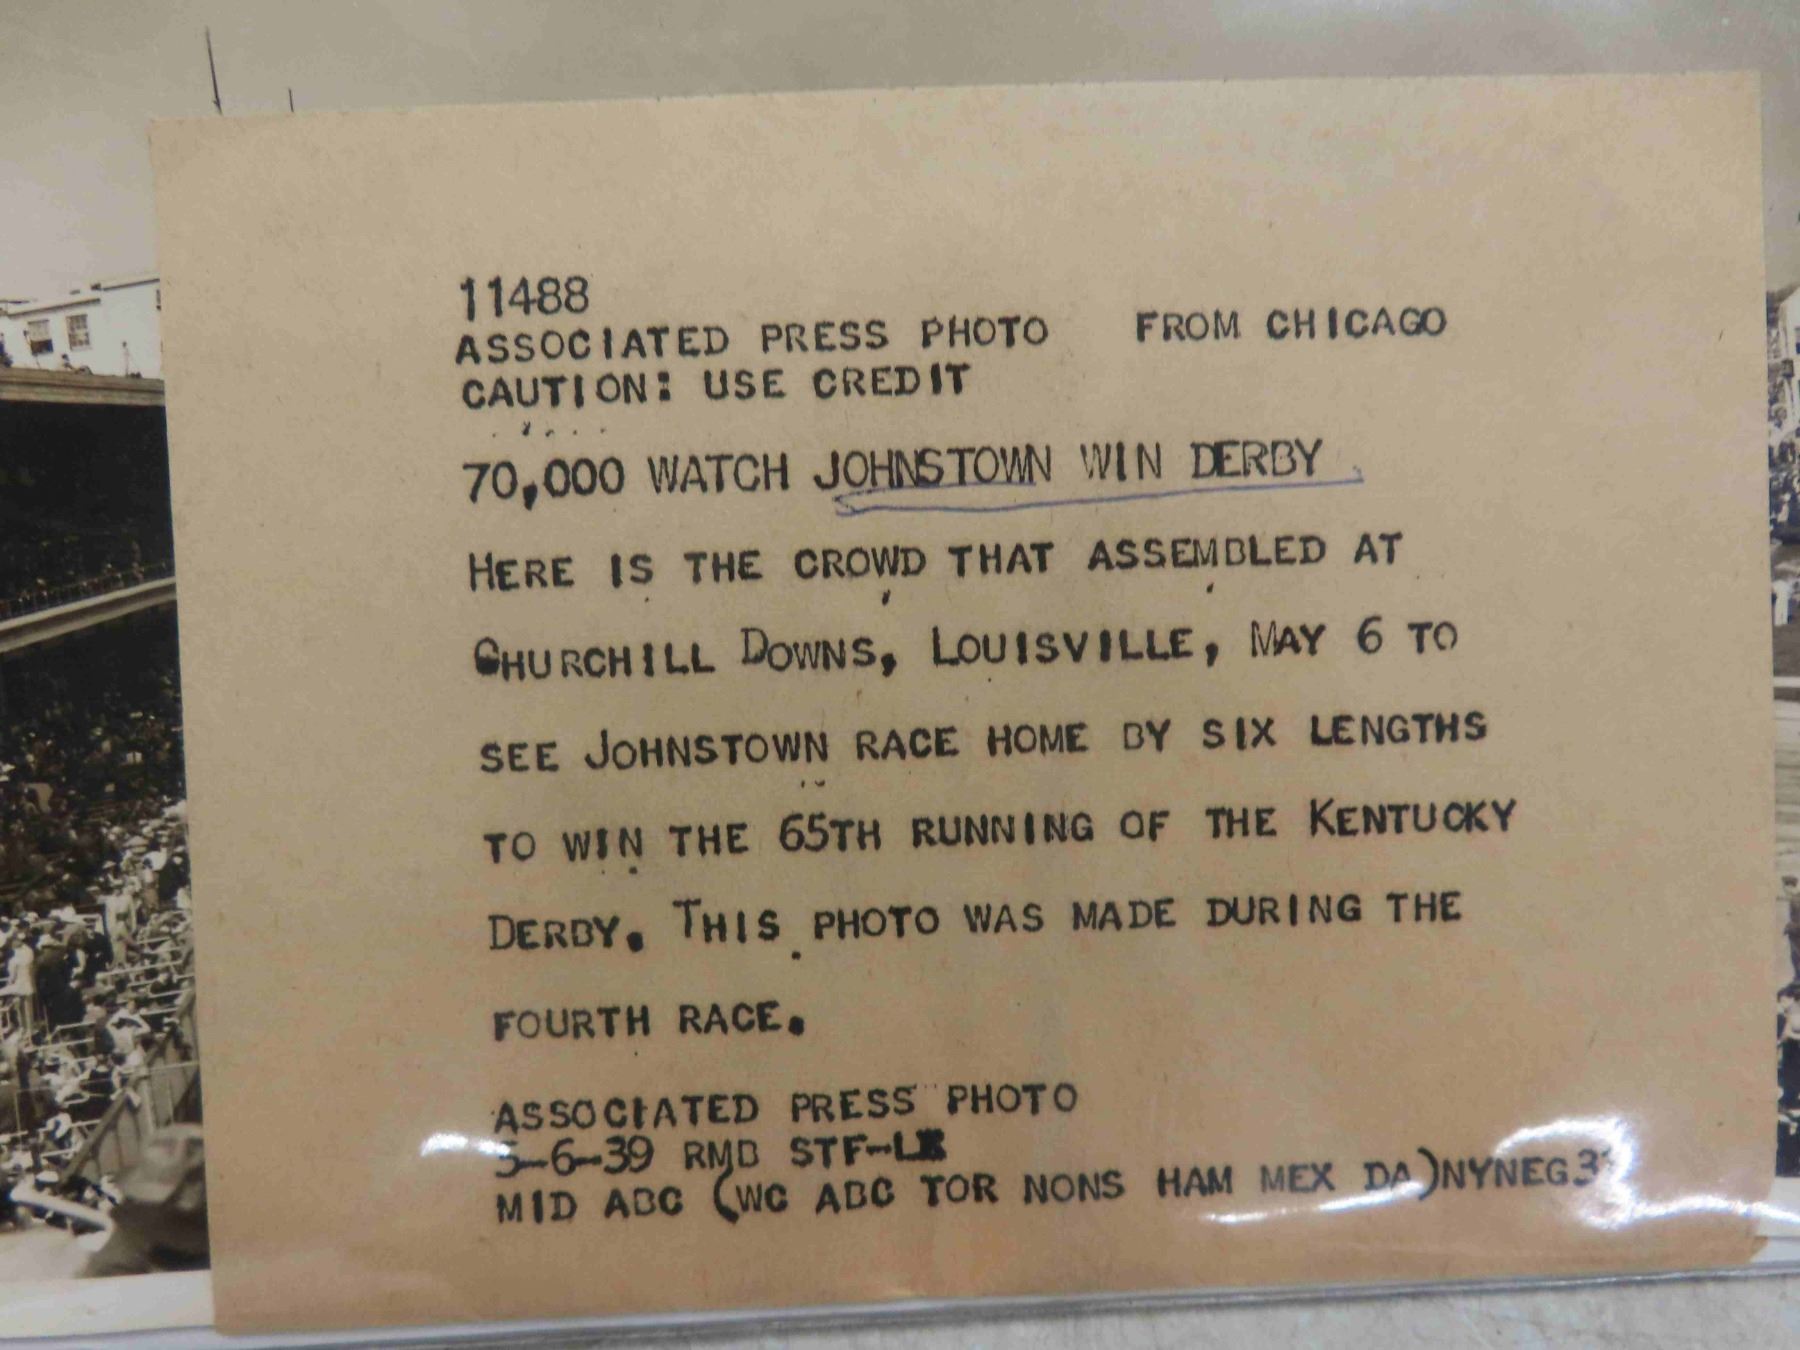 11488
ASSOCIATED PRESS PHOTO FROM CHICAGO
CAUTION: USE CREDIT
70,000 WATCH JOHNSTOWN WIN DERBY
HERE IS THE CROWD THAT ASSEMBLED AT
CHURCHILL DOWNS, LOUISVILLE, MAY 6 TO
SEE JOHNSTOWN RACE HOME BY SIX LENGTHS
TO WIN THE 65TH RUNNING OF THE KENTUCKY
DERBY. THIS PHOTO WAS MADE DURING THE
FOURTH RACE.
ASSOCIATED PRESS PHOTO
5-6-39 RMB STF-
MID ABC (WC ABC TOR NONS HAM MEX DA)